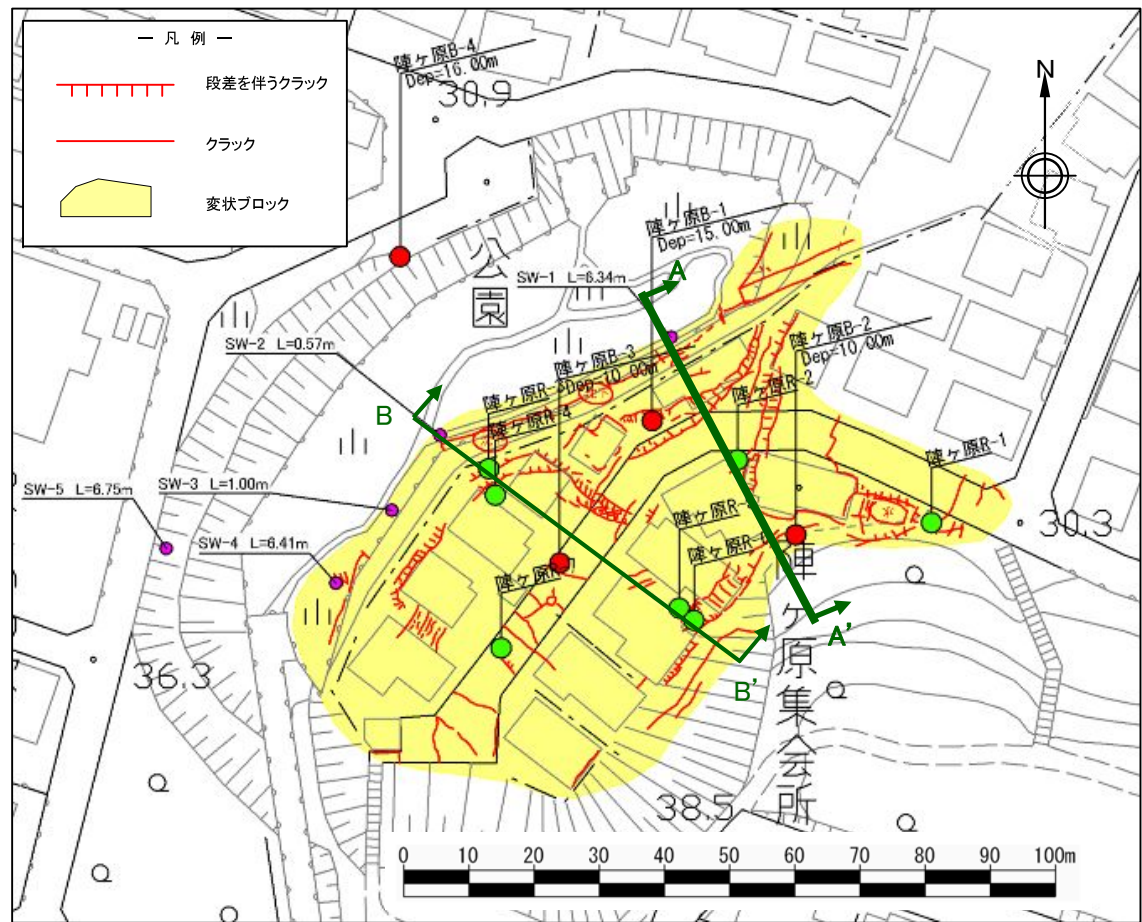 ― 凡 例 ―
段差を伴うクラック
クラック
変状ブロック
陣ヶ原B-4
Dep=16.00m
30.9
N
陣ヶ原B-1
Dep=15.00m
SW-1 L=6.34m
A
公園
SW-2 L=0.57m
陣ヶ原B-2
Dep=10.00m
陣ヶ原B-3
Dep=10.00m
陣ヶ原R-2
陣ヶ原R-4
B
陣ヶ原R-1
SW-5 L=6.75m
SW-3 L=1.00m
30.3
SW-4 L=6.41m
陣ヶ原集会所
A'
B'
36.3
38.5
0 10 20 30 40 50 60 70 80 90 100m